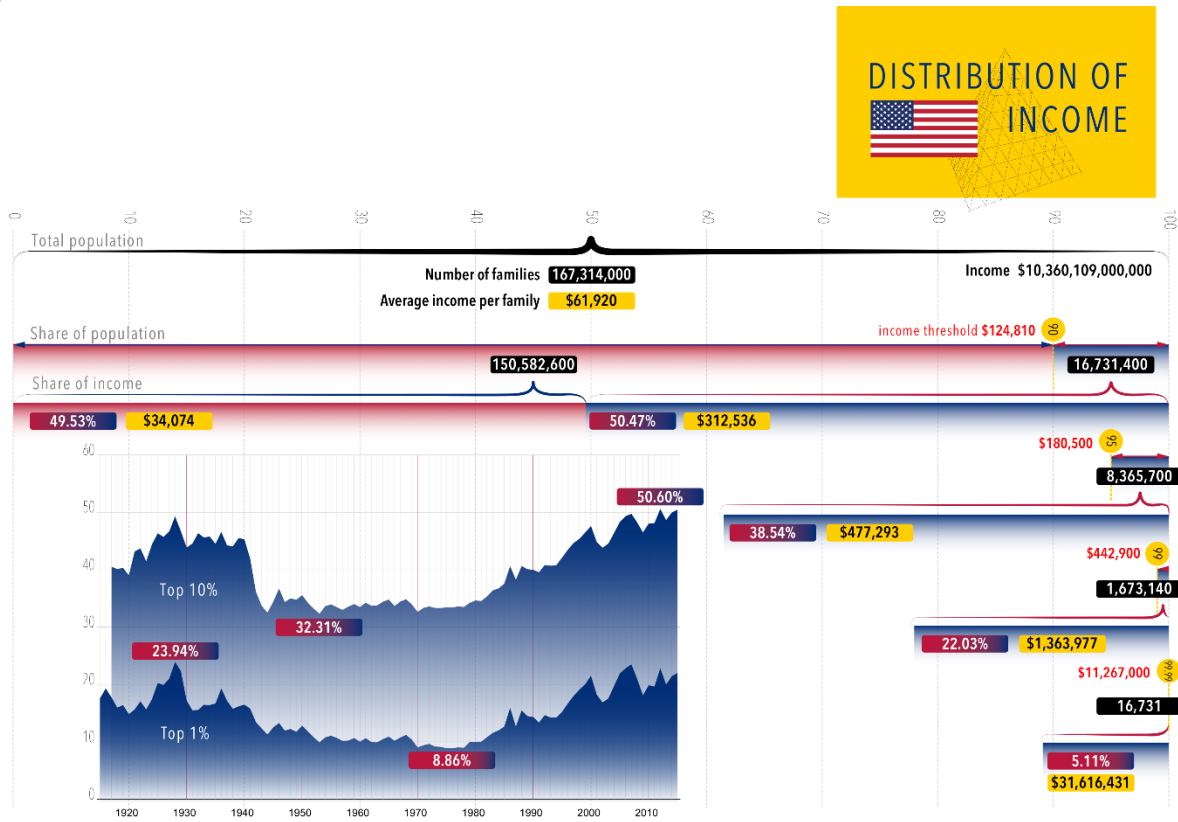 DISTRIBUTION OF
INCOME
0 10 20 30 40 50 60 70 80 90 100
Total population
Number of families 167,314,000
Income $10,360,109,000,000
Average income per family $61,920
Share of population
income threshold $124,810 90
150,582,600 16,731,400
Share of income
49.53% $34,074 50.47% $312,536
$180,500 95
8,365,700
38.54% $477,293
$442,900 99
1,673,140
22.03% $1,363,977
$11,267,000 99.99
16,731
5.11%
$31,616,431
60
50
40
30
20
10
0
50.60%
Top 10%
32.31%
23.94%
Top 1%
8.86%
1920 1930 1940 1950 1960 1970 1980 1990 2000 2010